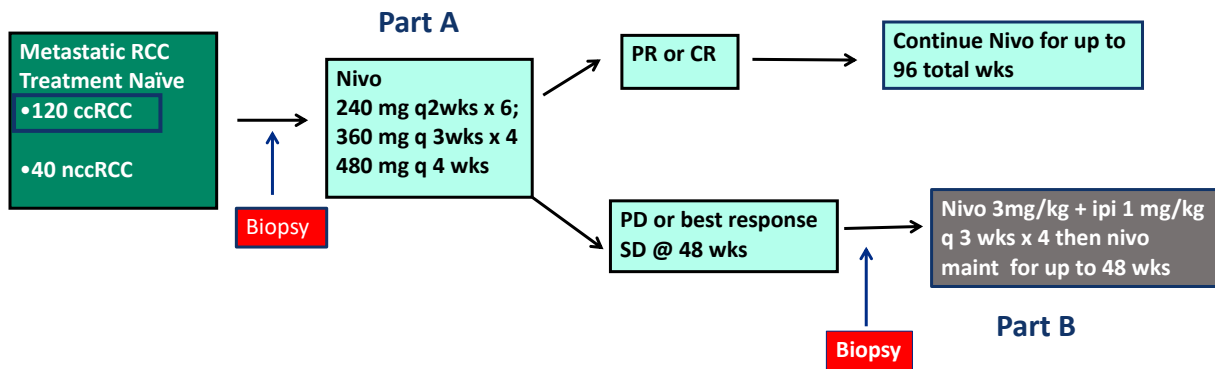 Part A
Metastatic RCC
Treatment Naïve
•120 ccRCC
•40 nccRCC
Biopsy
Nivo
240 mg q2wks x 6;
360 mg q 3wks x 4
480 mg q 4 wks
PR or CR
Continue Nivo for up to
96 total wks
PD or best response
SD @ 48 wks
Biopsy
Nivo 3mg/kg + ipi 1 mg/kg
q 3 wks x 4 then nivo
maint for up to 48 wks
Part B